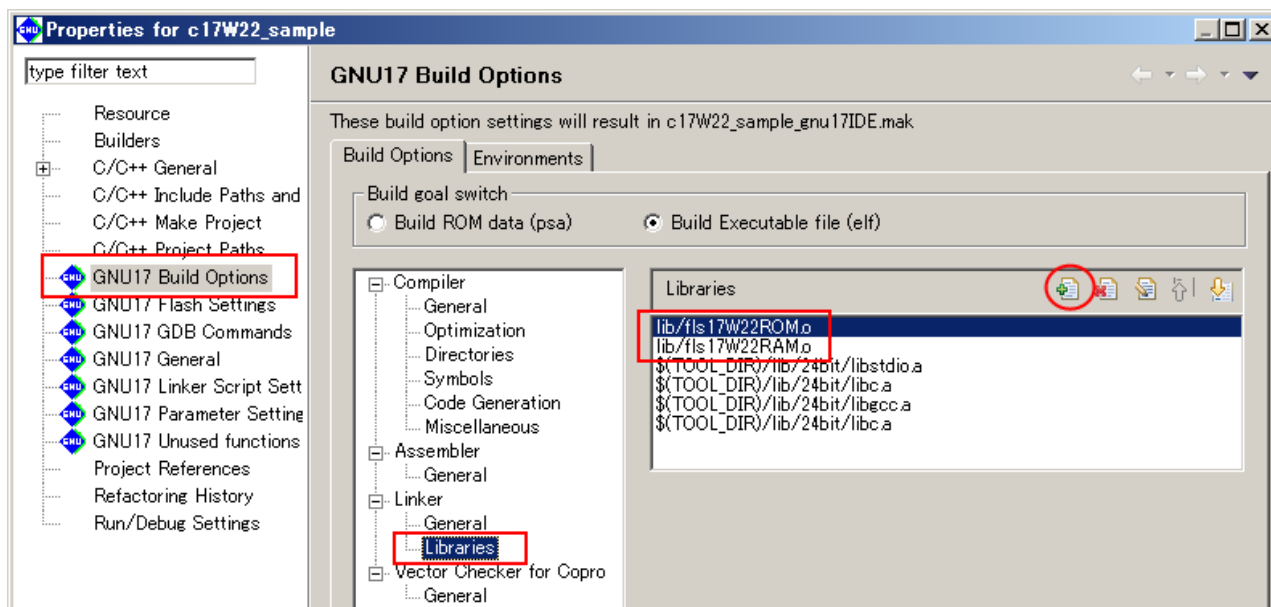 Properties for c17W22_sample
type filter text
Resource
Builders
C/C++ General
C/C++ Include Paths and
C/C++ Make Project
C/C++ Project Paths
GNU17 Build Options
GNU17 Flash Settings
GNU17 GDB Commands
GNU17 General
GNU17 Linker Script Sett
GNU17 Parameter Setting
GNU17 Unused functions
Project References
Refactoring History
Run/Debug Settings
GNU17 Build Options
These build option settings will result in c17W22_sample_gnu17IDE.mak
Build Options
Environments
Build goal switch
Build ROM data (psa)
Build Executable file (elf)
Compiler
General
Optimization
Directories
Symbols
Code Generation
Miscellaneous
Assembler
General
Linker
General
Libraries
Vector Checker for Copro
General
Libraries
lib/fls17W22ROM.o
lib/fls17W22RAM.o
$(TOOL_DIR)/lib/24bit/libstdio.a
$(TOOL_DIR)/lib/24bit/libc.a
$(TOOL_DIR)/lib/24bit/libgcc.a
$(TOOL_DIR)/lib/24bit/libc.a